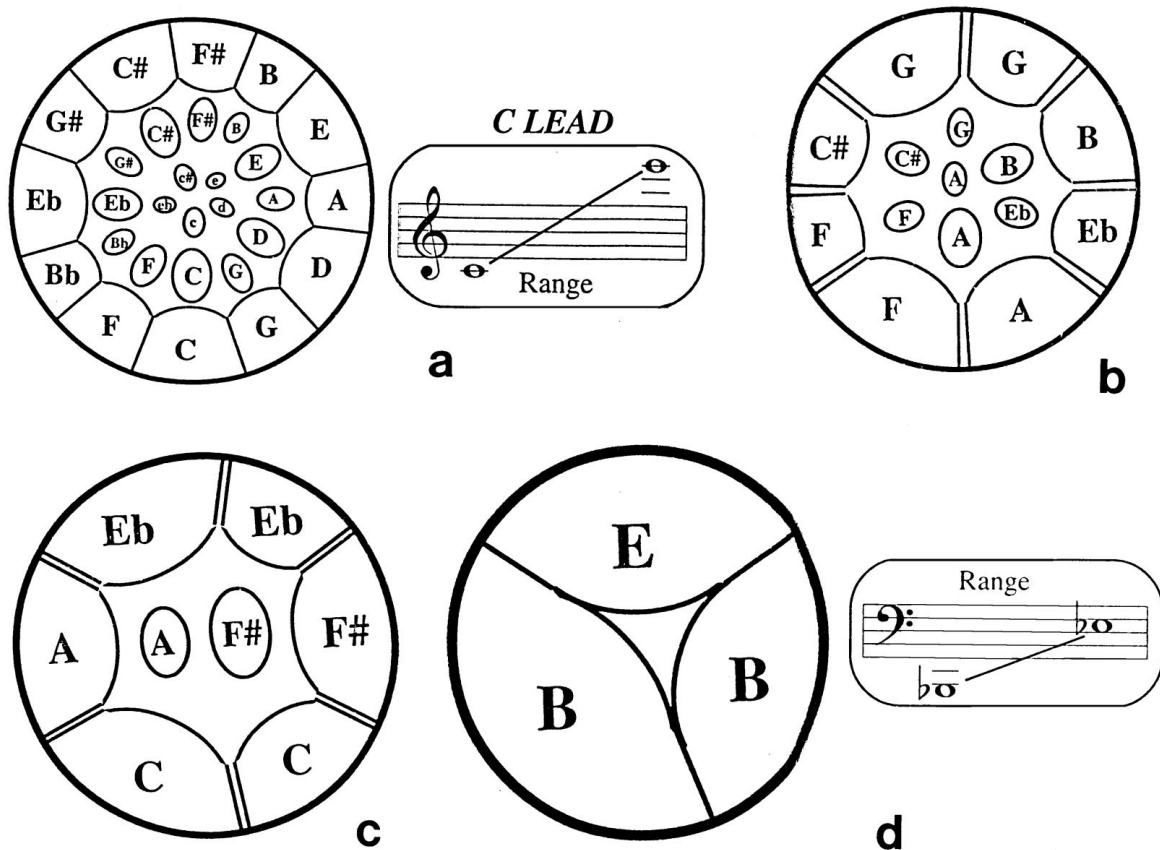 C# F# B
G# C# F# B E
G# E
Eb Eb eb c# e d A A
c
Bb Bb F C G D D
F C G
C LEAD
Range
a
G G
C# C# G B B
A
F F A Eb Eb
F A
b
Eb Eb
A A F# F#
C C
c
E
B B
d
Range